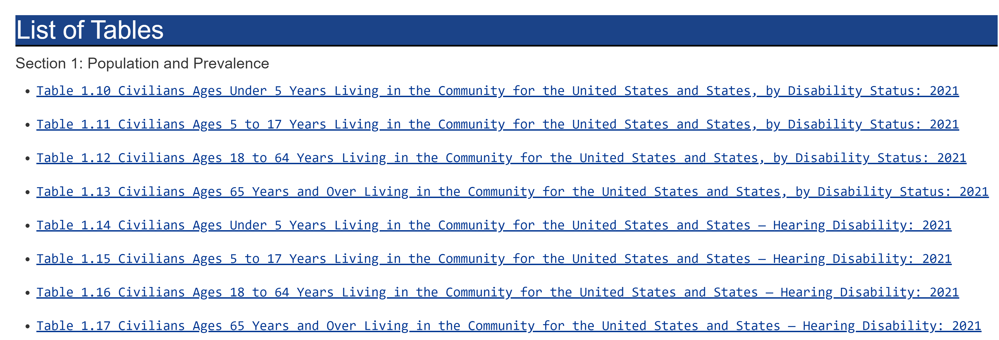 List of Tables
Section 1: Population and Prevalence
• Table 1.10 Civilians Ages Under 5 Years Living in the Community for the United States and States, by Disability Status: 2021
• Table 1.11 Civilians Ages 5 to 17 Years Living in the Community for the United States and States, by Disability Status: 2021
• Table 1.12 Civilians Ages 18 to 64 Years Living in the Community for the United States and States, by Disability Status: 2021
• Table 1.13 Civilians Ages 65 Years and Over Living in the Community for the United States and States, by Disability Status: 2021
• Table 1.14 Civilians Ages Under 5 Years Living in the Community for the United States and States – Hearing Disability: 2021
• Table 1.15 Civilians Ages 5 to 17 Years Living in the Community for the United States and States – Hearing Disability: 2021
• Table 1.16 Civilians Ages 18 to 64 Years Living in the Community for the United States and States – Hearing Disability: 2021
• Table 1.17 Civilians Ages 65 Years and Over Living in the Community for the United States and States – Hearing Disability: 2021